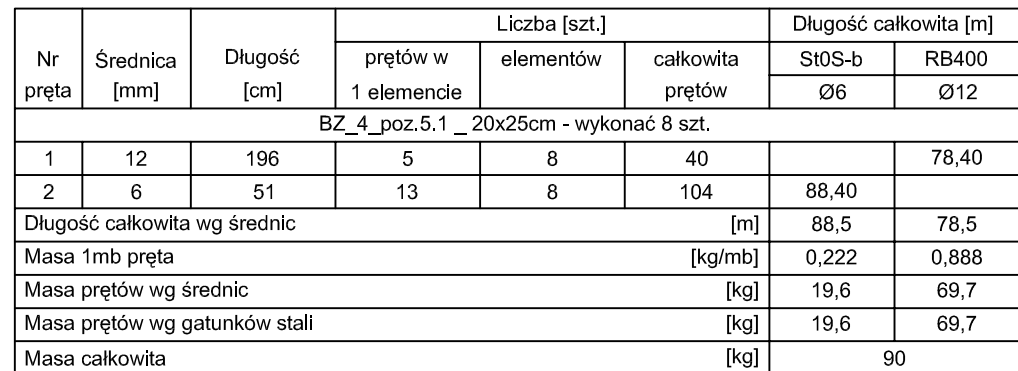 Liczba [szt.] Długość całkowita [m]
Nr Średnica Długość prętów w elementów całkowita St0S-b RB400
pręta [mm] [cm] 1 elemencie prętów Ø6 Ø12
BZ_4_poz.5.1 _ 20x25cm - wykonać 8 szt.
1 12 196 5 8 40 78,40
2 6 51 13 8 104 88,40
Długość całkowita wg średnic [m] 88,5 78,5
Masa 1mb pręta [kg/mb] 0,222 0,888
Masa prętów wg średnic [kg] 19,6 69,7
Masa prętów wg gatunków stali [kg] 19,6 69,7
Masa całkowita [kg] 90